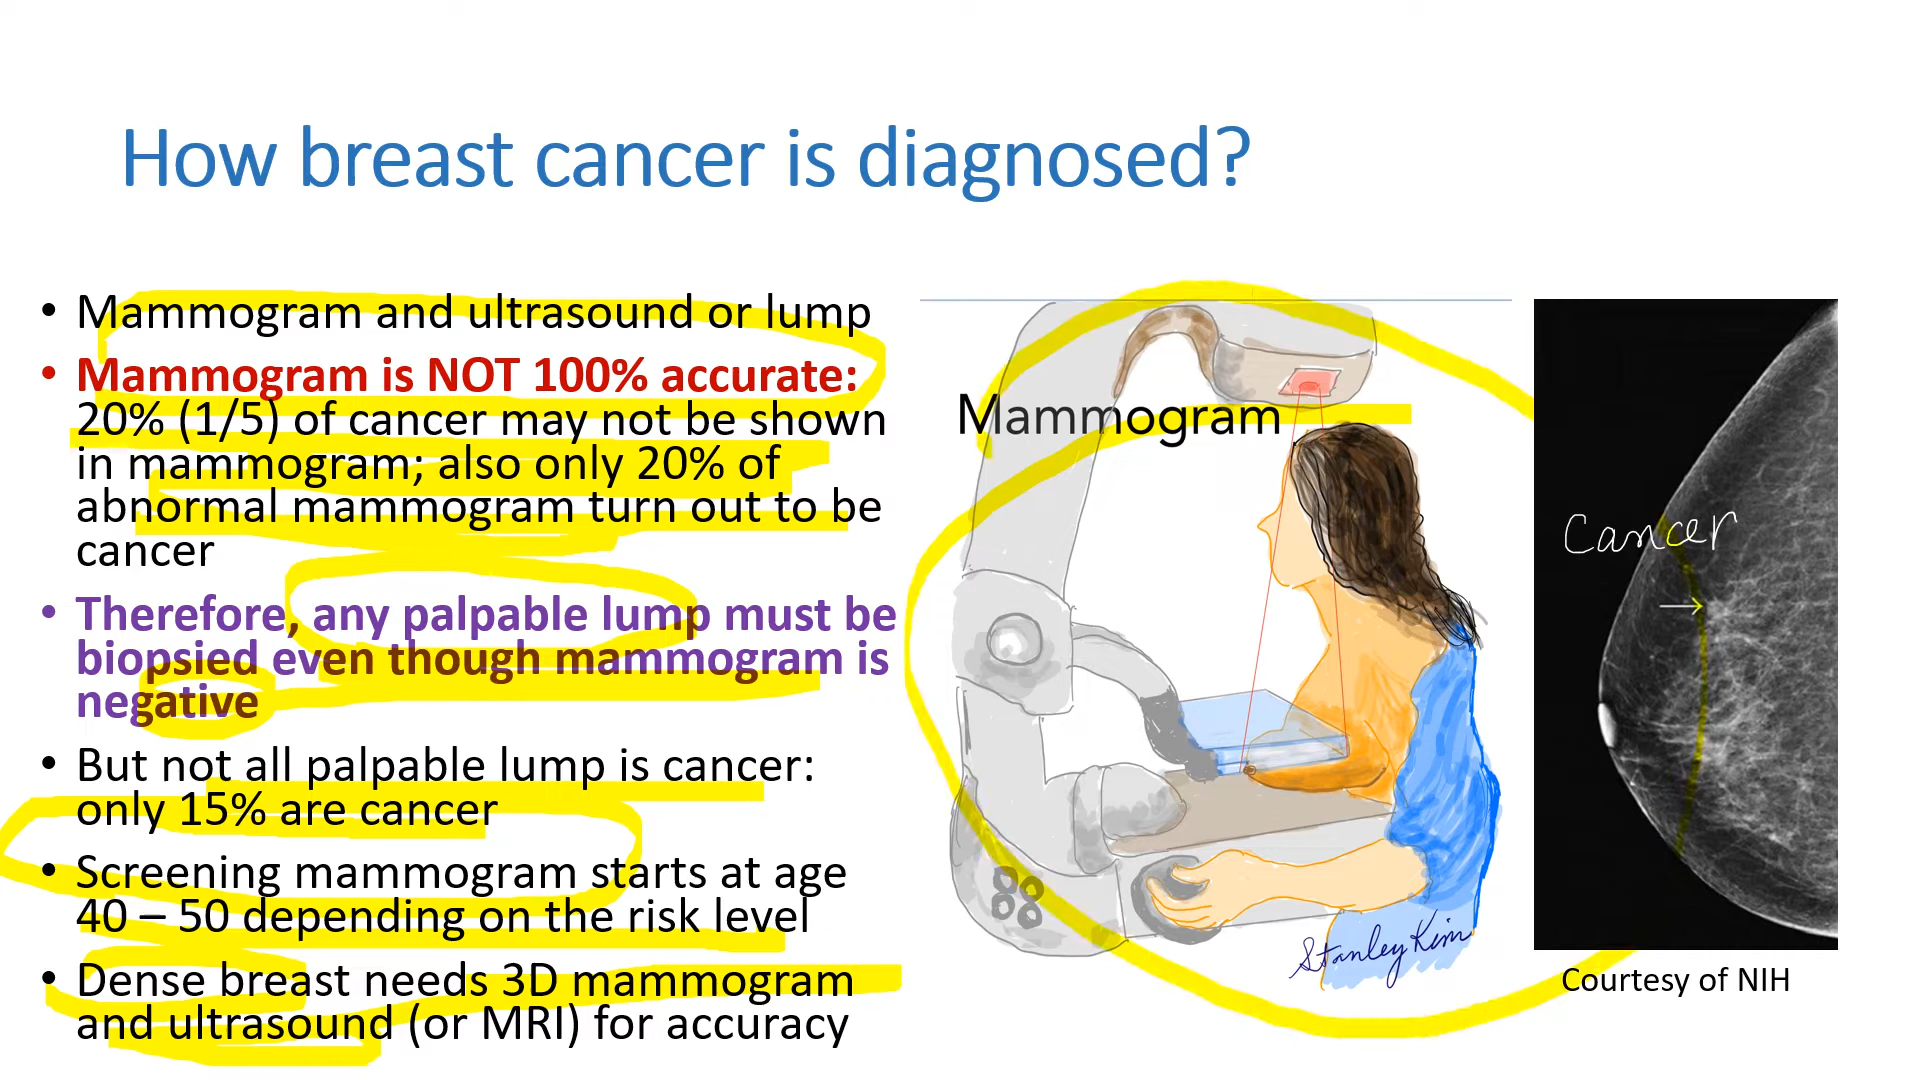 How breast cancer is diagnosed?
• Mammogram and ultrasound or lump
• Mammogram is NOT 100% accurate:
20% (1/5) of cancer may not be shown
in mammogram; also only 20% of
abnormal mammogram turn out to be
cancer
• Therefore, any palpable lump must be
biopsied even though mammogram is
negative
• But not all palpable lump is cancer:
only 15% are cancer
• Screening mammogram starts at age
40 – 50 depending on the risk level
• Dense breast needs 3D mammogram
and ultrasound (or MRI) for accuracy
Mammogram
Stanley Kim
Cancer
Courtesy of NIH